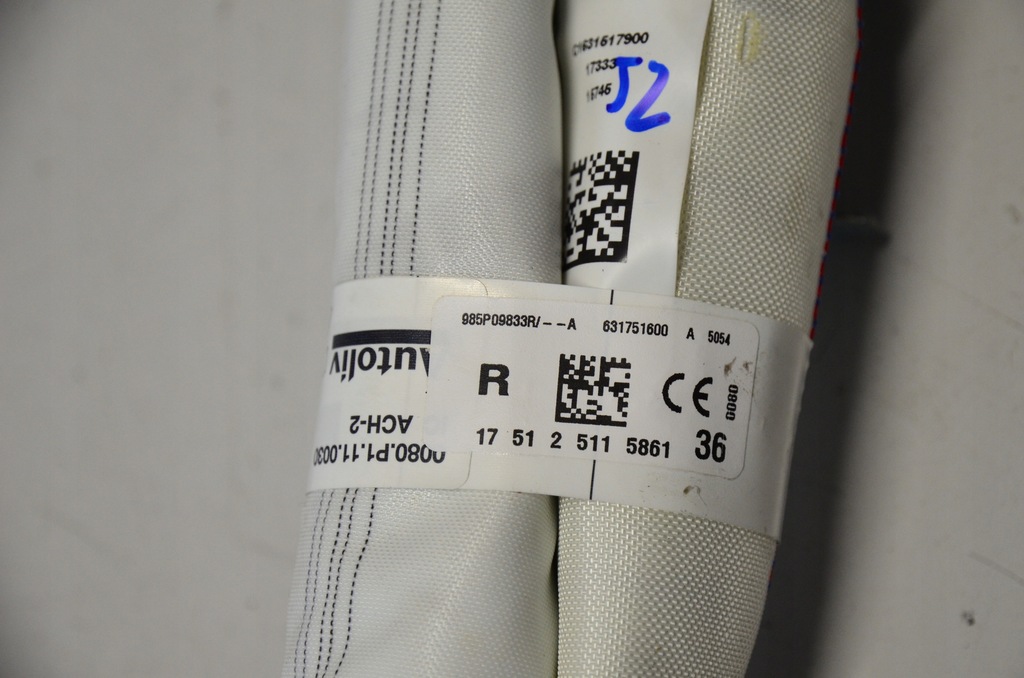 C1631617900
17333
16745
J2
985P09833R/--A 631751600 A 5054
R CE 0080
17 51 2 511 5861 36
Autoliv
ACH-2
0080.P1.11.0030